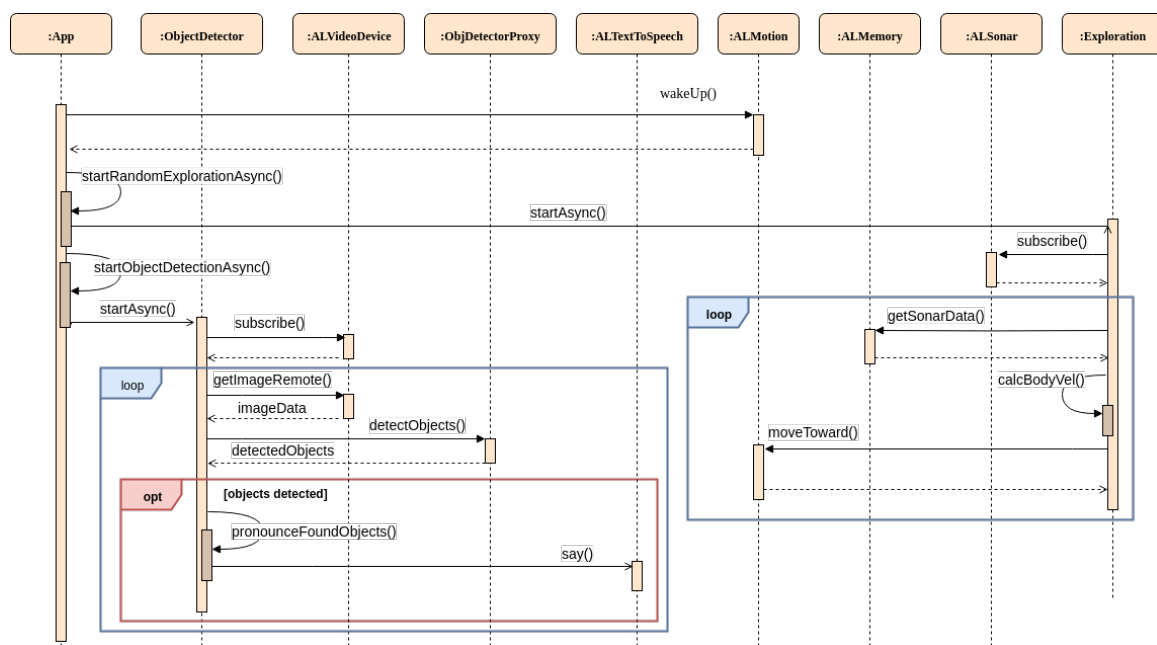 :App
:ObjectDetector
:ALVideoDevice
:ObjDetectorProxy
:ALTextToSpeech
:ALMotion
:ALMemory
:ALSonar
:Exploration
wakeUp()
startRandomExplorationAsync()
startAsync()
subscribe()
startObjectDetectionAsync()
startAsync()
subscribe()
loop
getSonarData()
loop
getImageRemote()
calcBodyVel()
imageData
detectObjects()
moveToward()
detectedObjects
opt
[objects detected]
pronounceFoundObjects()
say()